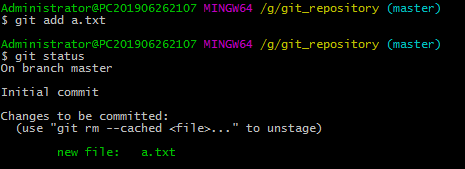 Administrator@PC201906262107 MINGW64 /g/git_repository (master)
$ git add a.txt
Administrator@PC201906262107 MINGW64 /g/git_repository (master)
$ git status
On branch master
Initial commit
Changes to be committed:
(use "git rm --cached <file>..." to unstage)
new file: a.txt